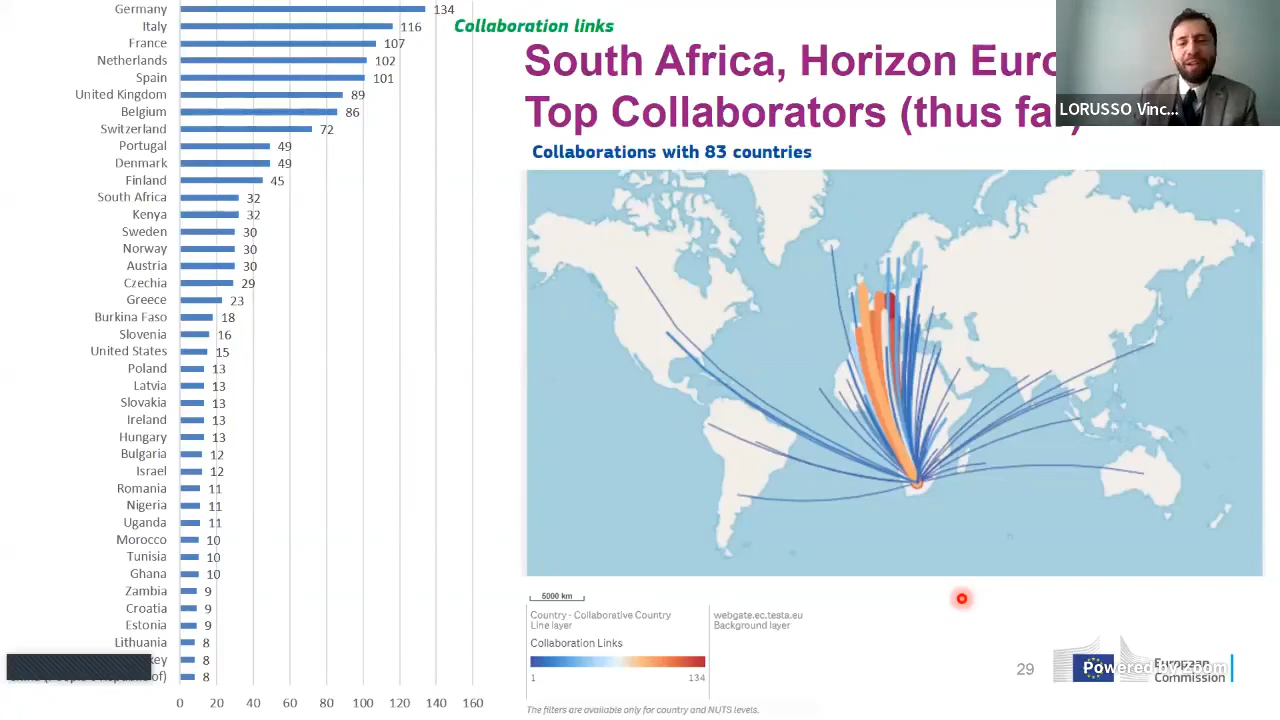 Germany 134
Italy 116
France 107
Netherlands 102
Spain 101
United Kingdom 89
Belgium 86
Switzerland 72
Portugal 49
Denmark 49
Finland 45
South Africa 32
Kenya 32
Sweden 30
Norway 30
Austria 30
Czechia 29
Greece 23
Burkina Faso 18
Slovenia 16
United States 15
Poland 13
Latvia 13
Slovakia 13
Ireland 13
Hungary 13
Bulgaria 12
Israel 12
Romania 11
Nigeria 11
Uganda 11
Morocco 10
Tunisia 10
Ghana 10
Zambia 9
Croatia 9
Estonia 9
Lithuania 8
key 8
of) 8
0 20 40 60 80 100 120 140 160
Collaboration links
South Africa, Horizon Euro
Top Collaborators (thus far)
Collaborations with 83 countries
LORUSSO Vinc...
5000 km
Country - Collaborative Country
Line layer
webgate.ec.testa.eu
Background layer
Collaboration Links
1 134
The filters are available only for country and NUTS levels.
29
European
Commission
Powered by zoom